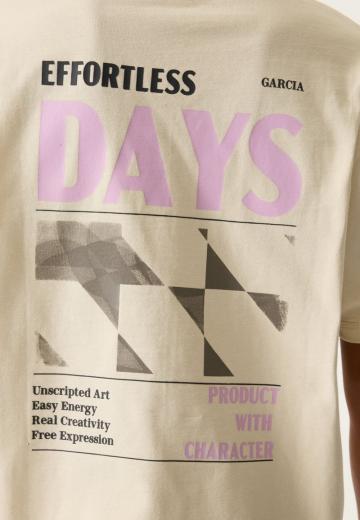 EFFORTLESS GARCIA
DAYS
Unscripted Art
Easy Energy
Real Creativity
Free Expression
PRODUCT
WITH
CHARACTER